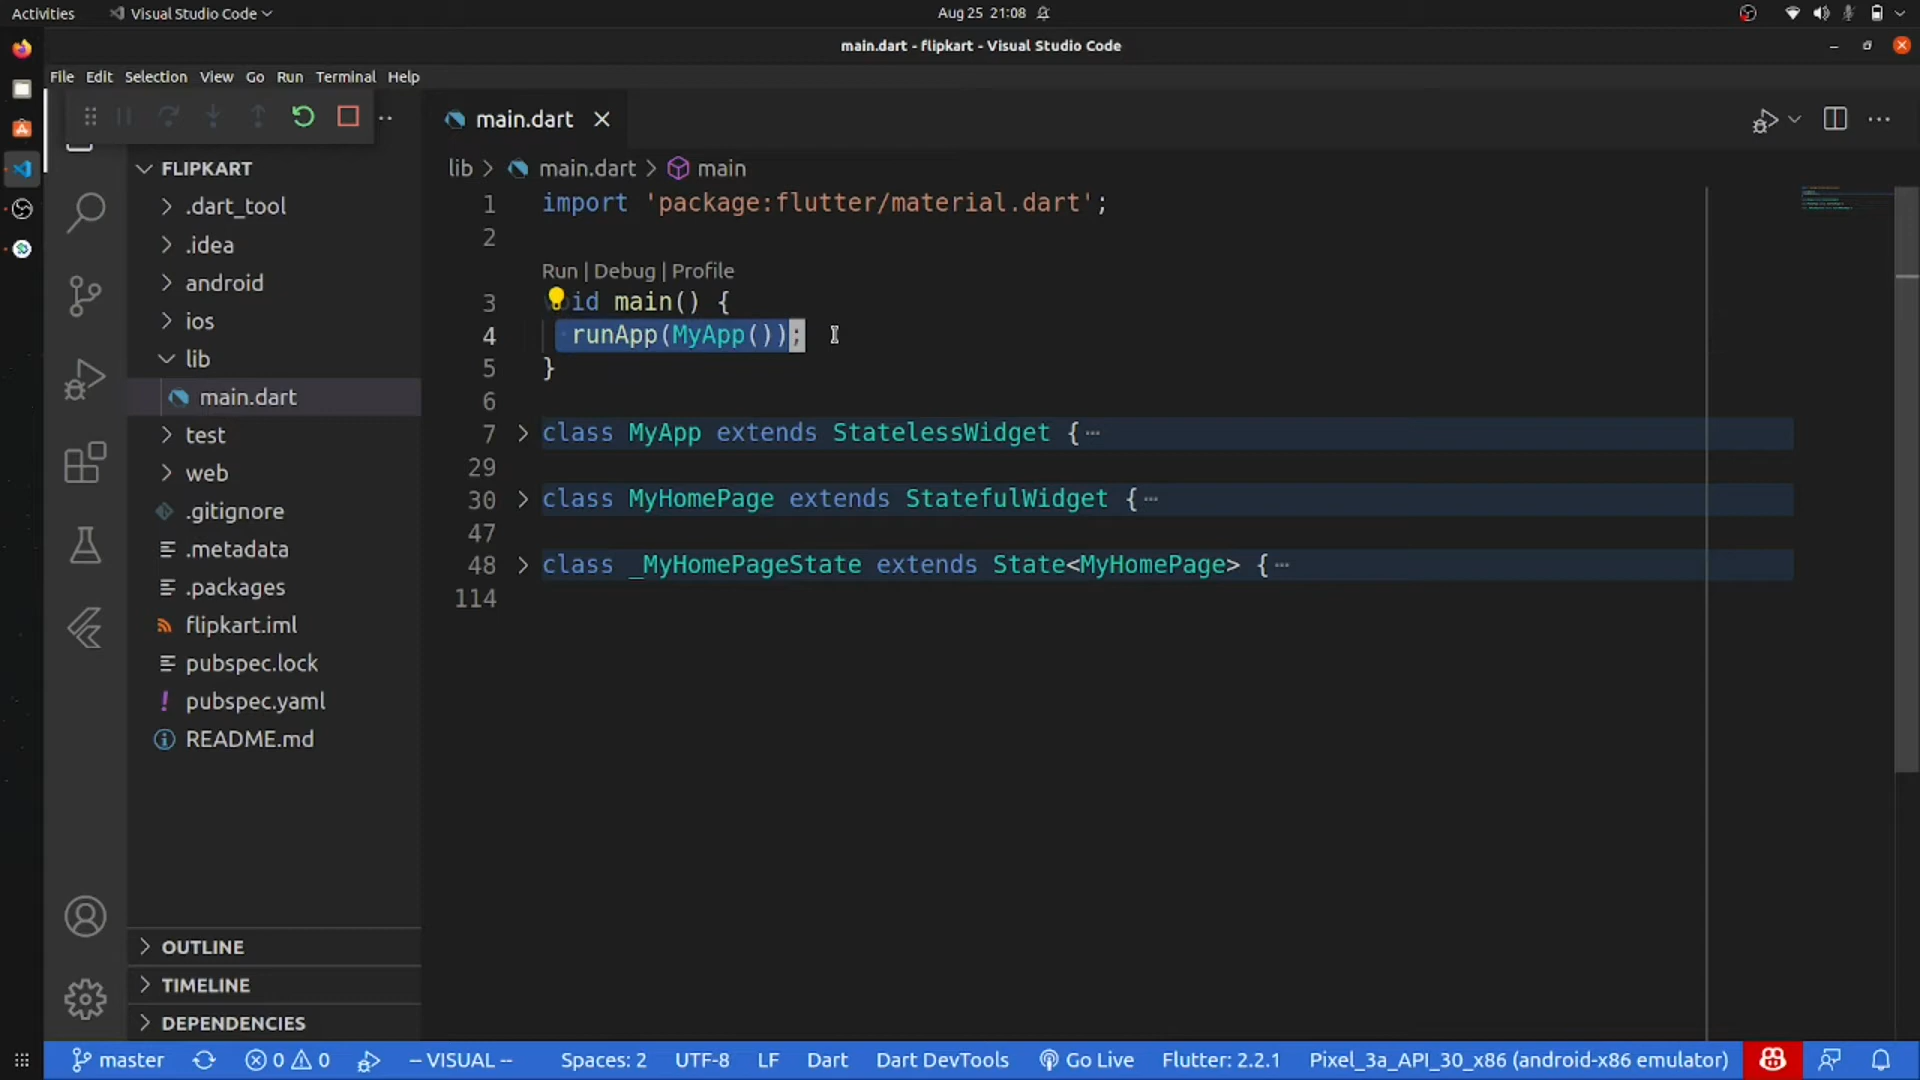 Activities
Visual Studio Code
Aug 25 21:08
main.dart - flipkart - Visual Studio Code
File Edit Selection View Go Run Terminal Help
main.dart
FLIPKART
.dart_tool
.idea
android
ios
lib
main.dart
test
web
.gitignore
.metadata
.packages
flipkart.iml
pubspec.lock
pubspec.yaml
README.md
OUTLINE
TIMELINE
DEPENDENCIES
lib > main.dart > main
1 import 'package:flutter/material.dart';
2
Run | Debug | Profile
3 id main() {
4 runApp(MyApp());
5 }
6
7 class MyApp extends StatelessWidget {
29
30 class MyHomePage extends StatefulWidget {
47
48 class _MyHomePageState extends State<MyHomePage> {
114
master 0 0 -- VISUAL -- Spaces: 2 UTF-8 LF Dart Dart DevTools Go Live Flutter: 2.2.1 Pixel_3a_API_30_x86 (android-x86 emulator)